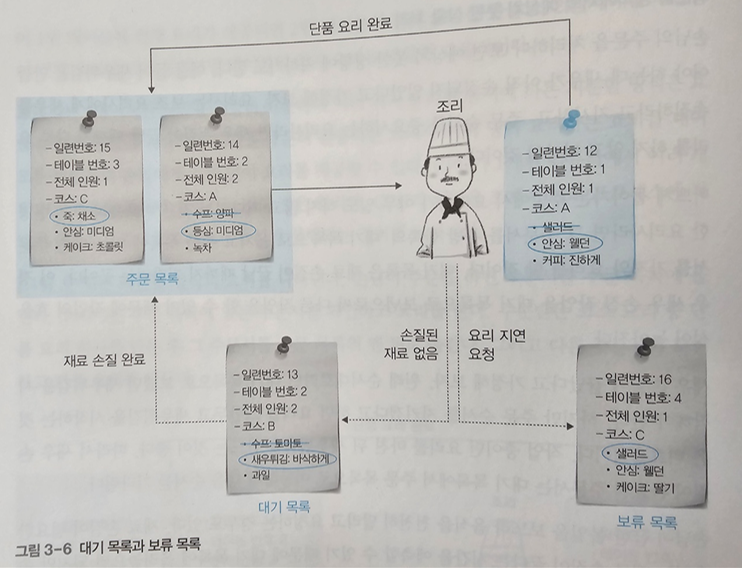 단품 요리 완료
- 일련번호: 15
- 테이블 번호: 3
- 전체 인원: 1
- 코스: C
• 죽: 채소
• 안심: 미디엄
• 케이크: 초콜릿
- 일련번호: 14
- 테이블 번호: 2
- 전체 인원: 2
- 코스: A
• 수프: 양파
• 등심: 미디엄
• 녹차
주문 목록
조리
- 일련번호: 12
- 테이블 번호: 1
- 전체 인원: 1
- 코스: A
• 샐러드
• 안심: 웰던
• 커피: 진하게
재료 손질 완료
손질된
재료 없음
요리 지연
요청
- 일련번호: 13
- 테이블 번호: 2
- 전체 인원: 2
- 코스: B
• 수프: 토마토
• 새우튀김: 바삭하게
• 과일
대기 목록
- 일련번호: 16
- 테이블 번호: 4
- 전체 인원: 1
- 코스: C
• 샐러드
• 안심: 웰던
• 케이크: 딸기
보류 목록
그림 3-6 대기 목록과 보류 목록